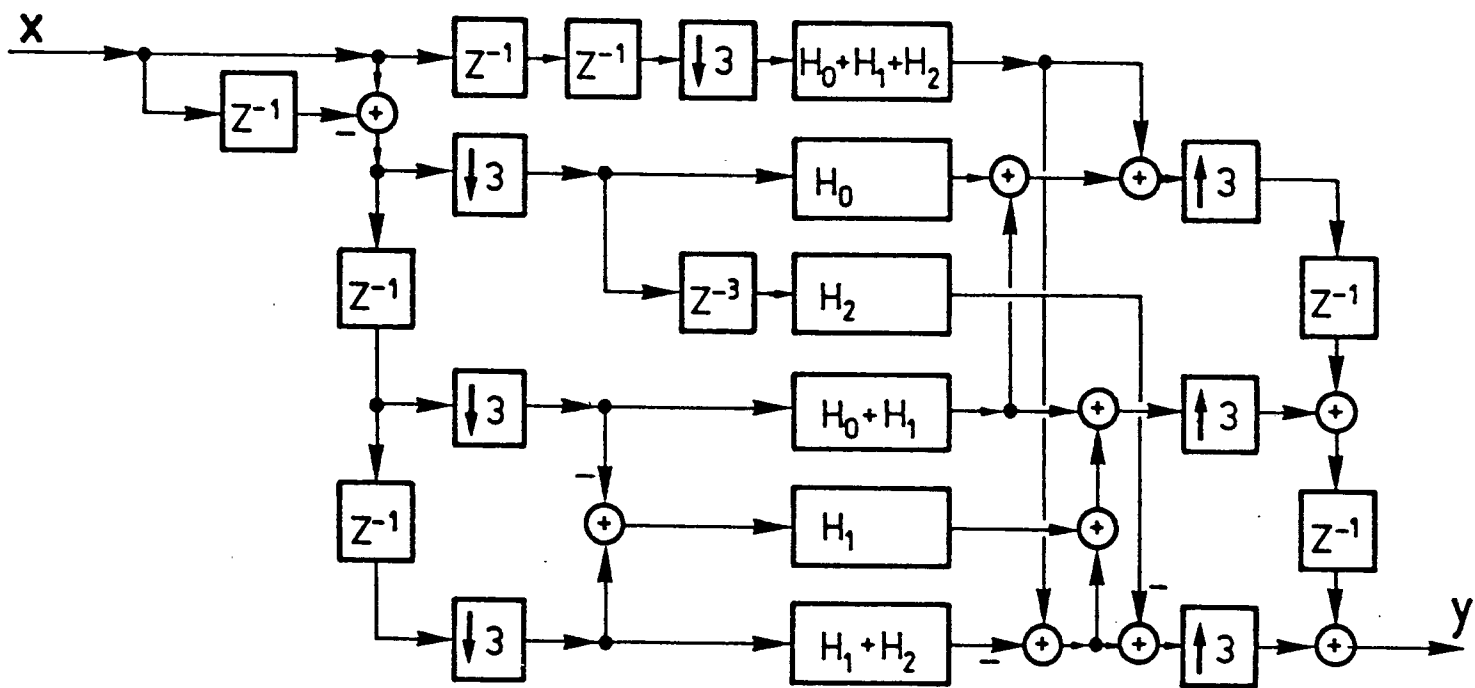 X
Z⁻¹ Z⁻¹ ↓3 H₀+H₁+H₂
Z⁻¹ + −
↓3 H₀ + + ↑3
Z⁻¹ Z⁻³ H₂ Z⁻¹
↓3 H₀+H₁ + ↑3 +
−
Z⁻¹ + H₁ + Z⁻¹
−
↓3 H₁+H₂ − + + ↑3 + y